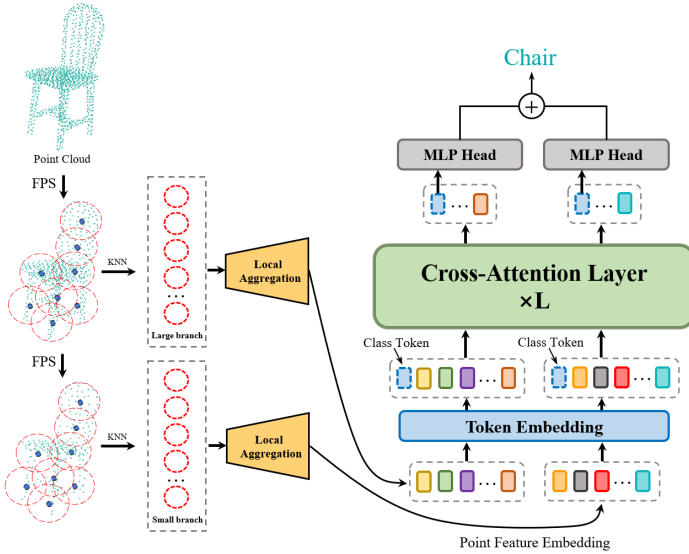 Chair
MLP Head
MLP Head
Point Cloud
FPS
KNN
Local
Aggregation
Large branch
Cross-Attention Layer
×L
Class Token
Class Token
FPS
KNN
Local
Aggregation
Small branch
Token Embedding
Point Feature Embedding